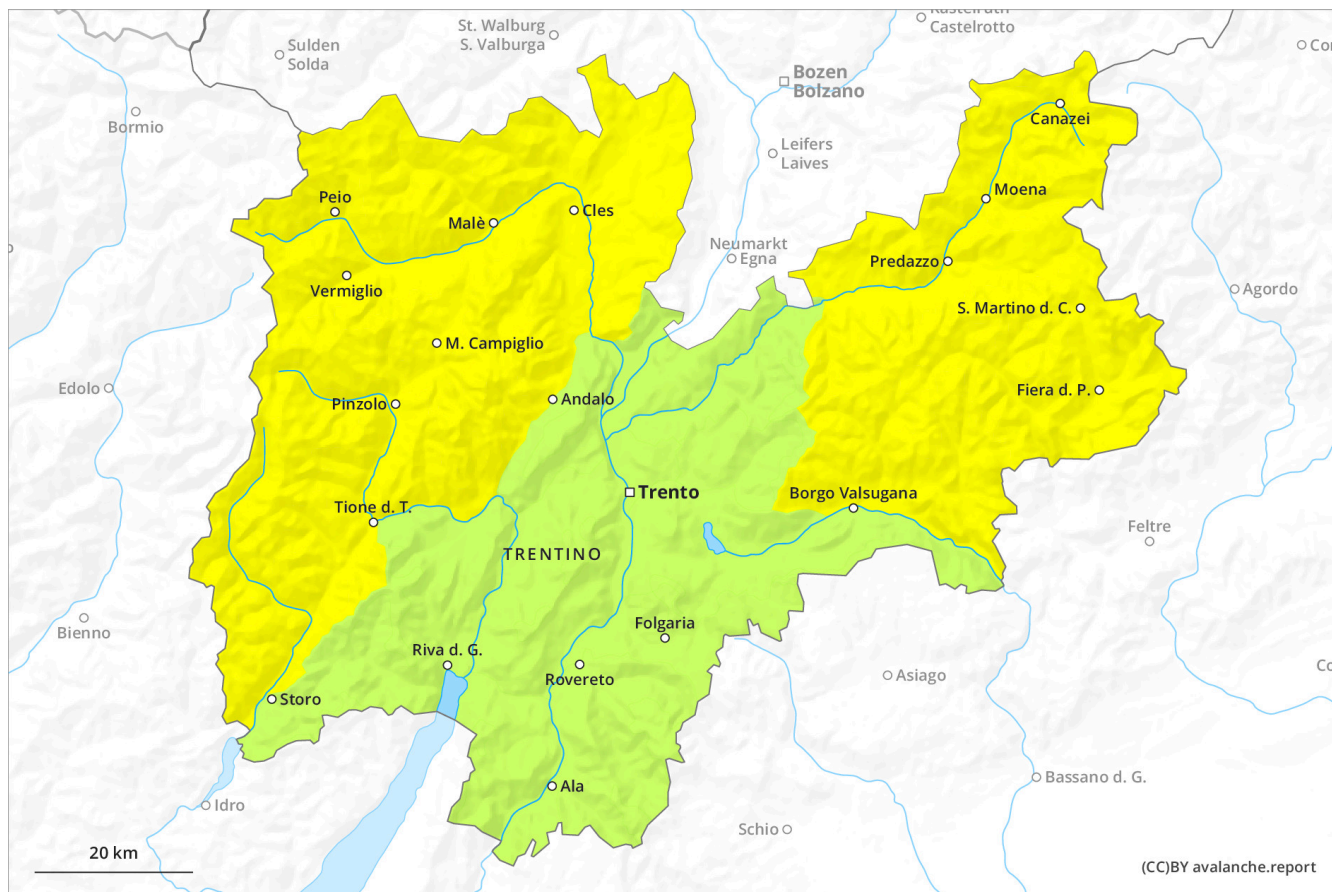 Kastelruth
Castelrotto
St. Walburg
S. Valburga
Sulden
Solda
Bozen
Bolzano
Canazei
Bormio
Leifers
Laives
Moena
Peio
Malè
Cles
Neumarkt
Egna
Predazzo
Vermiglio
Agordo
S. Martino d. C.
M. Campiglio
Edolo
Andalo
Fiera d. P.
Pinzolo
Trento
Borgo Valsugana
Tione d. T.
Feltre
TRENTINO
Bienno
Folgaria
Riva d. G.
Rovereto
Asiago
Storo
Bassano d. G.
Ala
Idro
Schio
20 km
(CC)BY avalanche.report